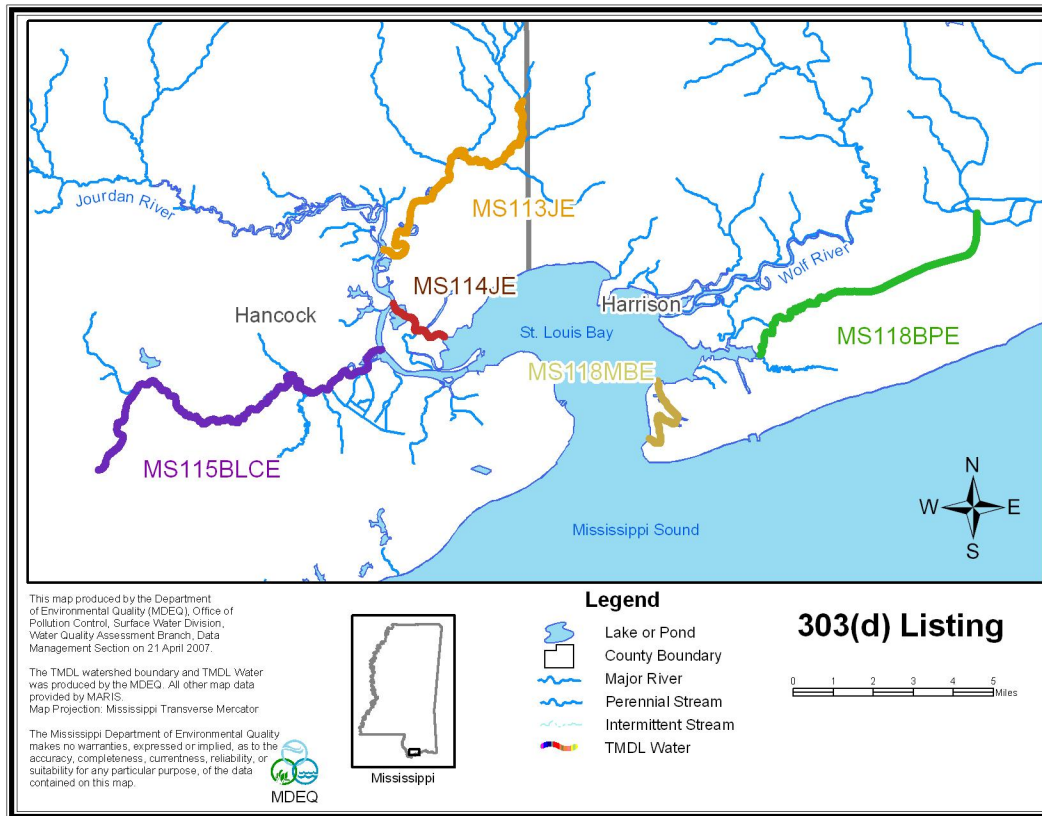 Jourdan River
MS113JE
MS114JE
Hancock
Harrison
Wolf River
St. Louis Bay
MS118BPE
MS118MBE
MS115BLCE
Mississippi Sound
N
W
E
S
This map produced by the Department
of Environmental Quality (MDEQ), Office of
Pollution Control, Surface Water Division,
Water Quality Assessment Branch, Data
Management Section on 21 April 2007.
The TMDL watershed boundary and TMDL Water
was produced by the MDEQ. All other map data
provided by MARIS.
Map Projection: Mississippi Transverse Mercator
The Mississippi Department of Environmental Quality
makes no warranties, expressed or implied, as to the
accuracy, completeness, currentness, reliability, or
suitability for any particular purpose, of the data
contained on this map.
MDEQ
Mississippi
Legend
Lake or Pond
County Boundary
Major River
Perennial Stream
Intermittent Stream
TMDL Water
303(d) Listing
0 1 2 3 4 5
Miles